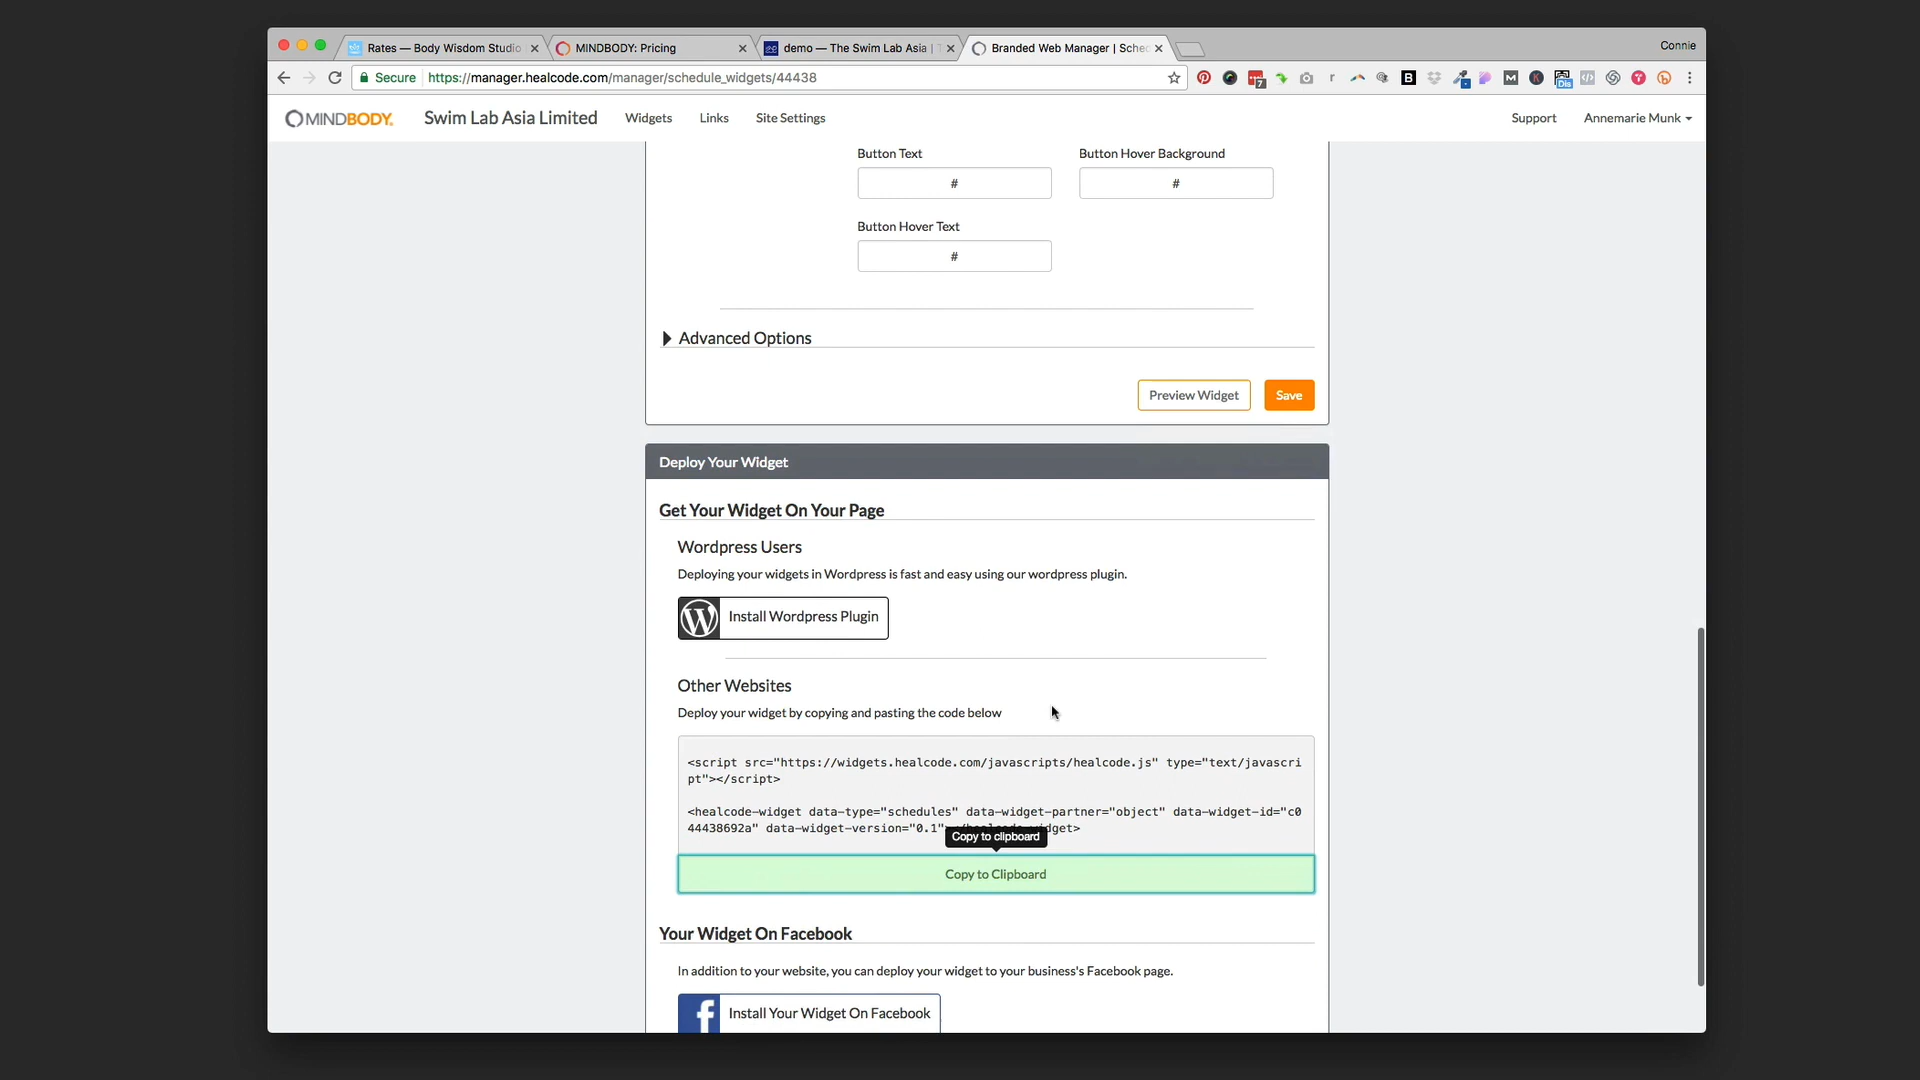 Rates — Body Wisdom Studio
MINDBODY: Pricing
demo — The Swim Lab Asia | T
Branded Web Manager | Sched
Connie
Secure
https://manager.healcode.com/manager/schedule_widgets/44438
MINDBODY
Swim Lab Asia Limited
Widgets
Links
Site Settings
Support
Annemarie Munk
Button Text
Button Hover Background
#
#
Button Hover Text
#
Advanced Options
Preview Widget
Save
Deploy Your Widget
Get Your Widget On Your Page
Wordpress Users
Deploying your widgets in Wordpress is fast and easy using our wordpress plugin.
Install Wordpress Plugin
Other Websites
Deploy your widget by copying and pasting the code below
<script src="https://widgets.healcode.com/javascripts/healcode.js" type="text/javascri
pt"></script>
<healcode-widget data-type="schedules" data-widget-partner="object" data-widget-id="c0
44438692a" data-widget-version="0.1"></healcode-widget>
Copy to clipboard
Copy to Clipboard
Your Widget On Facebook
In addition to your website, you can deploy your widget to your business's Facebook page.
Install Your Widget On Facebook